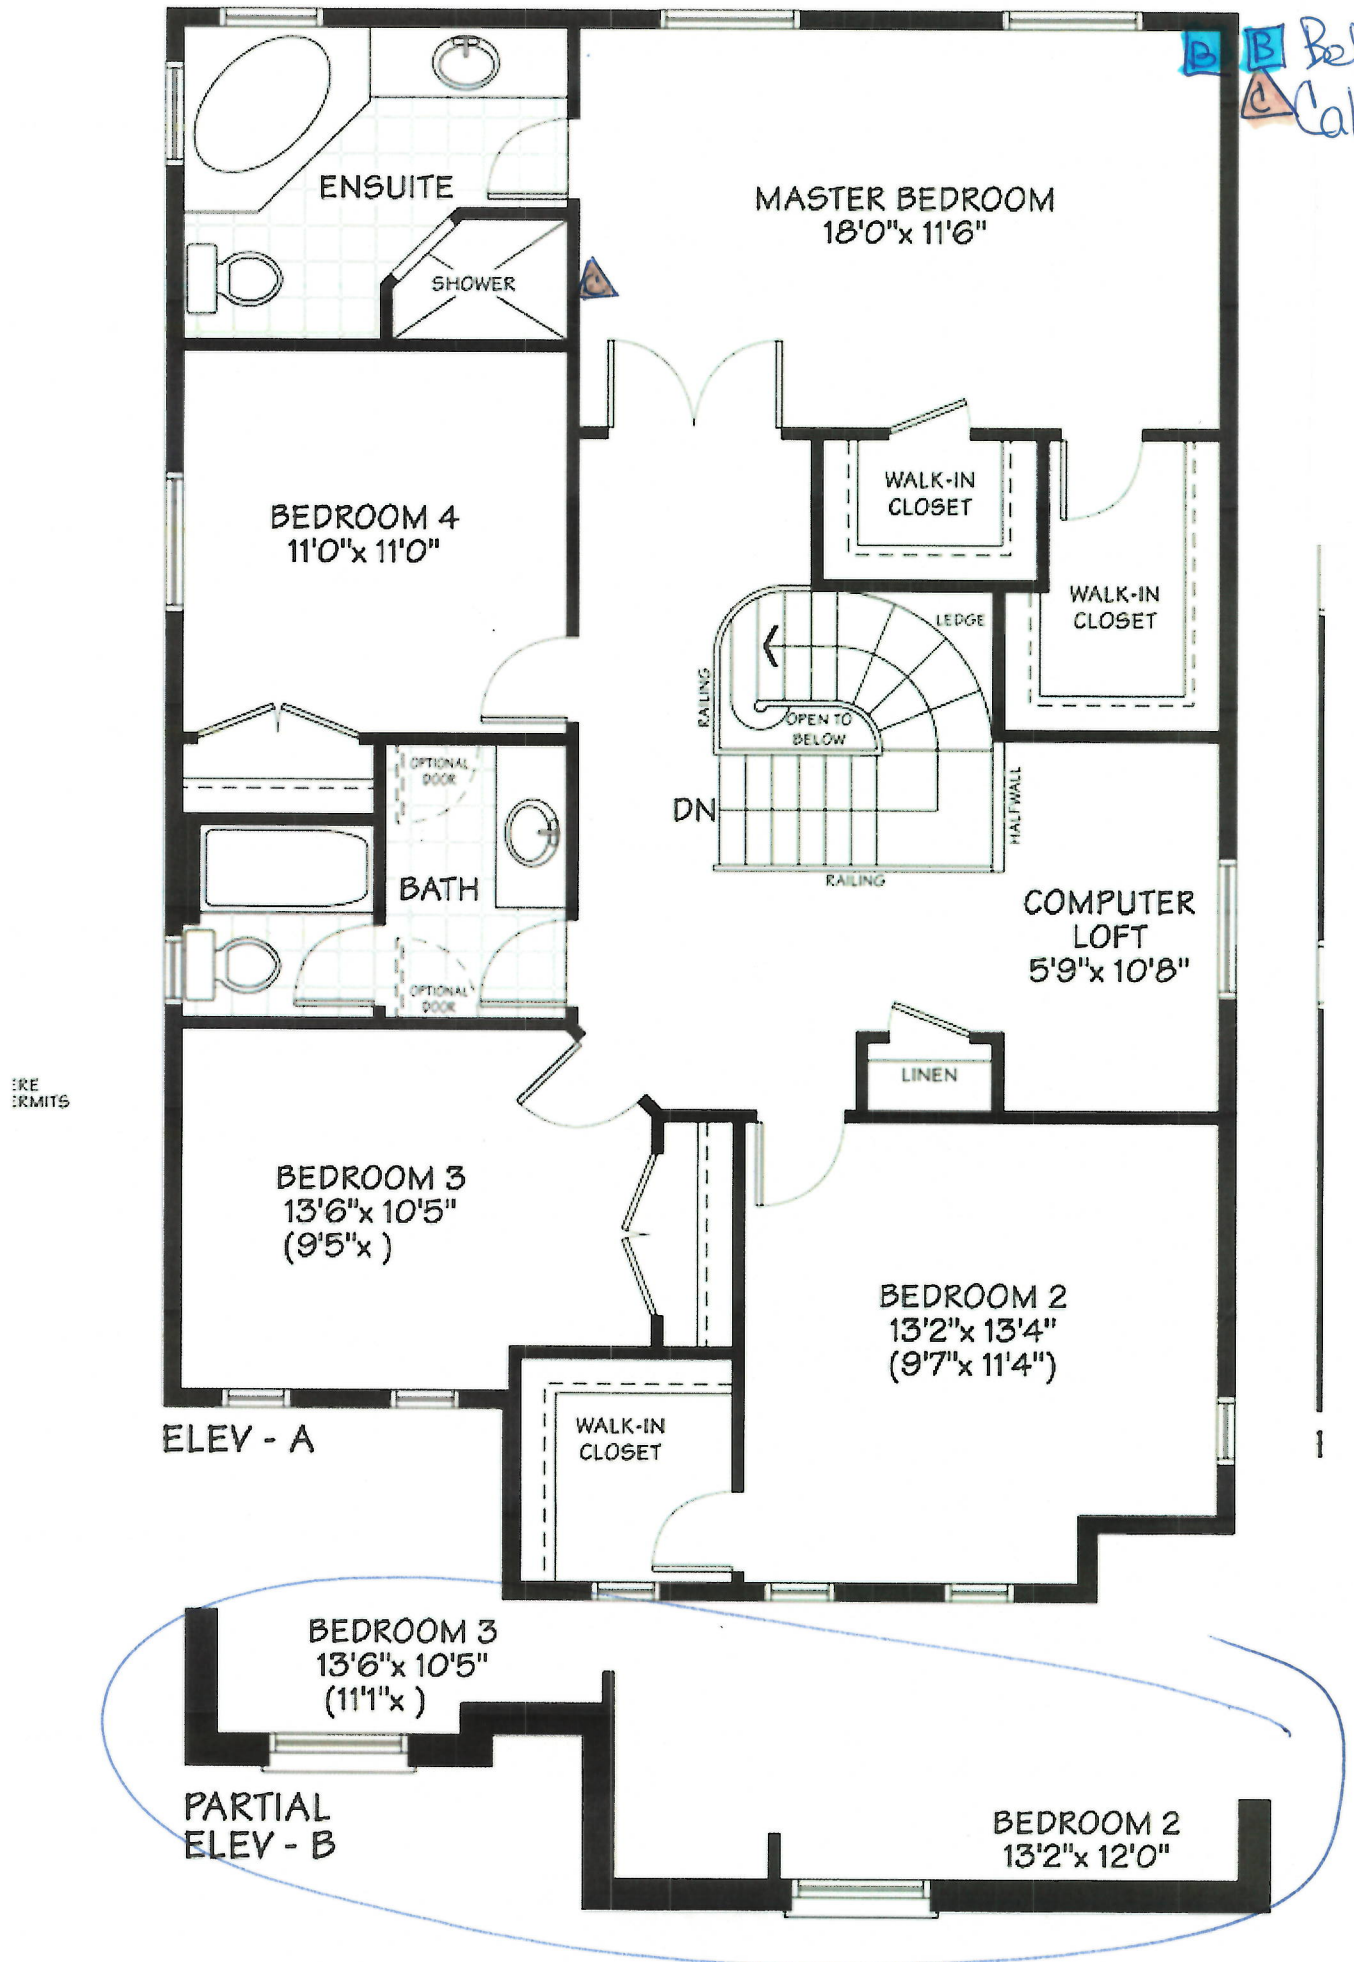 B B
C
ENSUITE
MASTER BEDROOM
18'0"x 11'6"
SHOWER
C
WALK-IN
CLOSET
BEDROOM 4
11'0"x 11'0"
WALK-IN
CLOSET
LEDGE
RAILING
OPEN TO
BELOW
OPTIONAL
DOOR
HALFWALL
DN
RAILING
BATH
COMPUTER
LOFT
5'9"x 10'8"
OPTIONAL
DOOR
LINEN
ERE
ERMITS
BEDROOM 3
13'6"x 10'5"
(9'5"x )
BEDROOM 2
13'2"x 13'4"
(9'7"x 11'4")
WALK-IN
CLOSET
ELEV - A
BEDROOM 3
13'6"x 10'5"
(11'1"x )
PARTIAL
ELEV - B
BEDROOM 2
13'2"x 12'0"